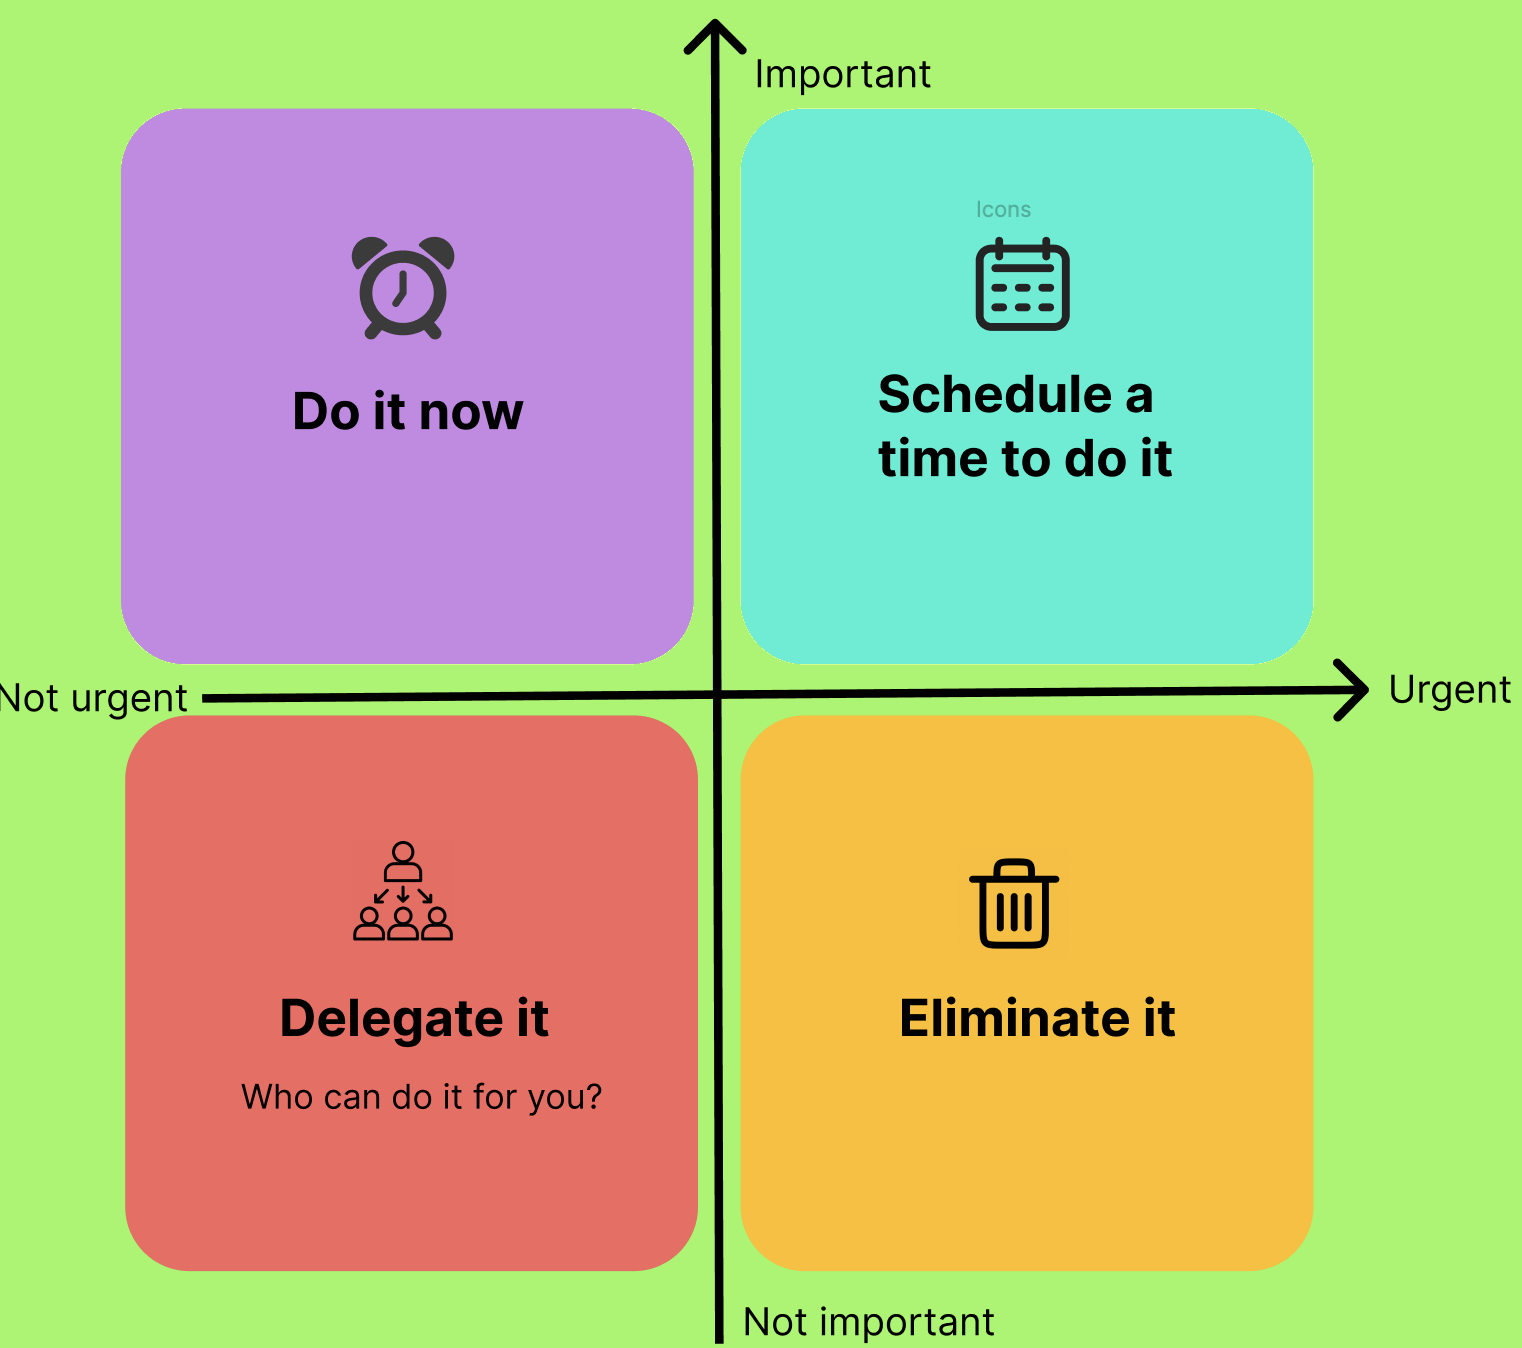 Important
Icons
Do it now
Schedule a
time to do it
Not urgent
Urgent
Delegate it
Who can do it for you?
Eliminate it
Not important